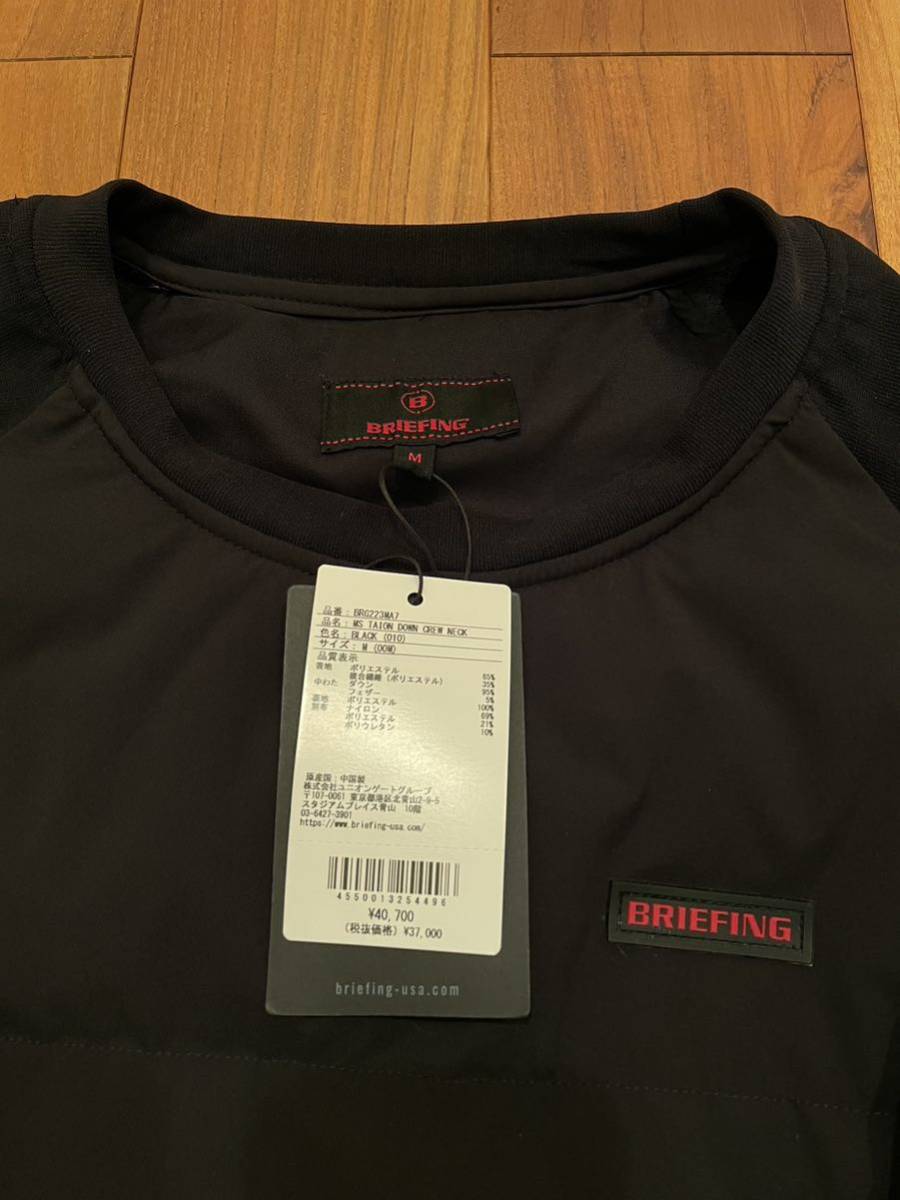 B
BRIEFING
M
品番 : BRG223MA7
品名 : MS TAION DOWN CREW NECK
色名 : BLACK (010)
サイズ : M (00M)
品質表示
表地 ポリエステル 65%
複合繊維 (ポリエステル) 35%
中わた ダウン 95%
フェザー 5%
裏地 ポリエステル 100%
別布 ナイロン 69%
ポリエステル 21%
ポリウレタン 10%
原産国 : 中国製
株式会社ユニオンゲートグループ
〒107-0061 東京都港区北青山2-9-5
スタジアムプレイス青山 10階
03-6427-3901
https://www.briefing-usa.com/
4550013254496
¥40,700
(税抜価格) ¥37,000
briefing-usa.com
BRIEFING